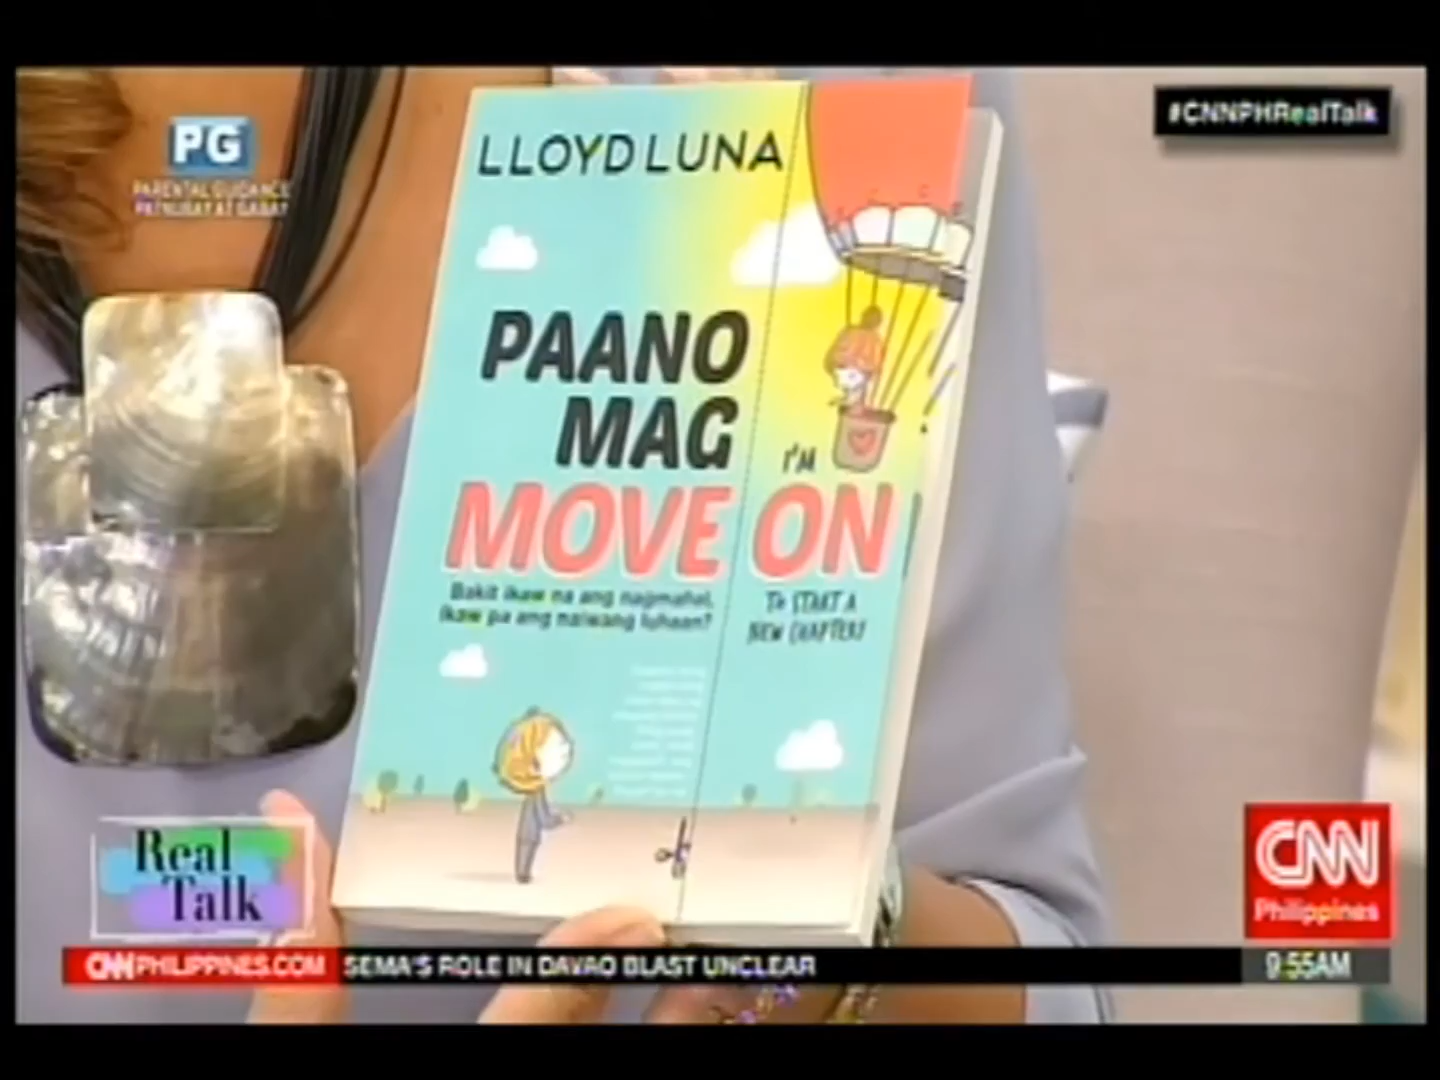 PG
PARENTAL GUIDANCE
PATNUBAY AT GABAY
#CNNPHRealTalk
LLOYD LUNA
PAANO
MAG
I'M
MOVE ON
Bakit ikaw na ang nagmahal,
ikaw pa ang naiwang luhaan?
TO START A
NEW CHAPTER!
Real
Talk
CNN
Philippines
CNNPHILIPPINES.COM SEMA'S ROLE IN DAVAO BLAST UNCLEAR 9:55AM